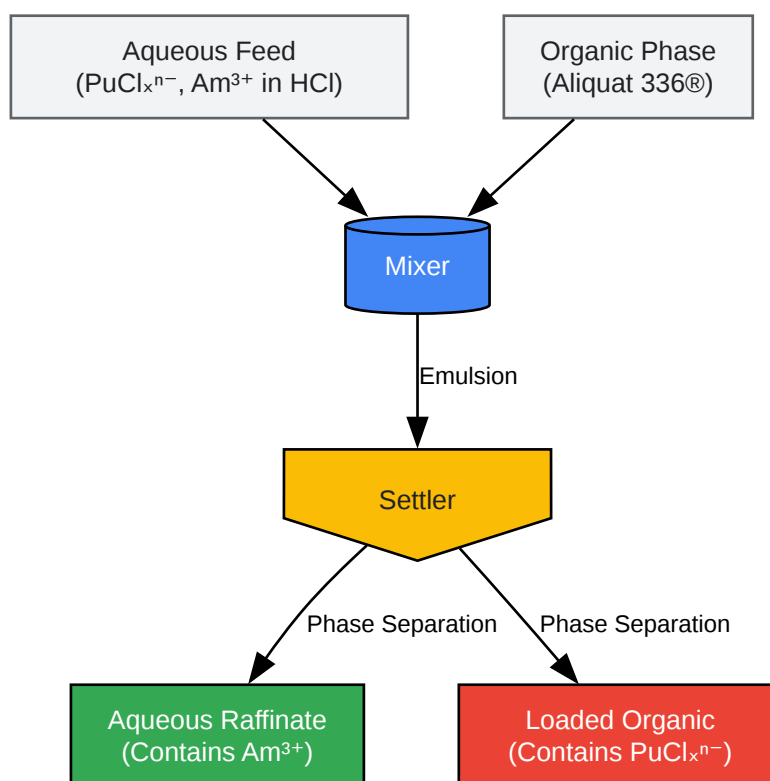 Aqueous Feed
(PuClₓⁿ⁻, Am³⁺ in HCl)
Organic Phase
(Aliquat 336®)
Mixer
Emulsion
Settler
Phase Separation
Phase Separation
Aqueous Raffinate
(Contains Am³⁺)
Loaded Organic
(Contains PuClₓⁿ⁻)